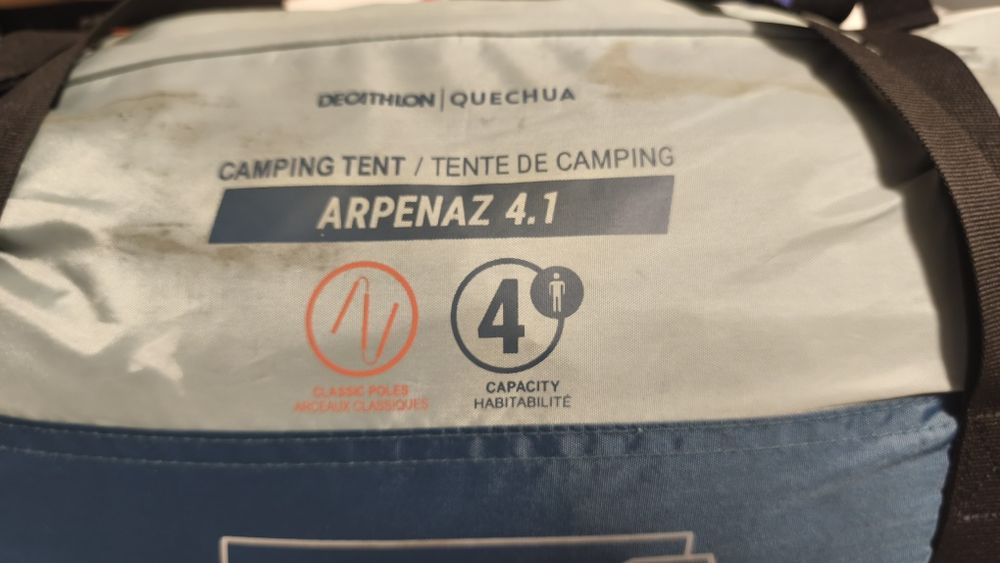 DECATHLON | QUECHUA
CAMPING TENT / TENTE DE CAMPING
ARPENAZ 4.1
4
CLASSIC POLES
ARCEAUX CLASSIQUES
CAPACITY
HABITABILITÉ